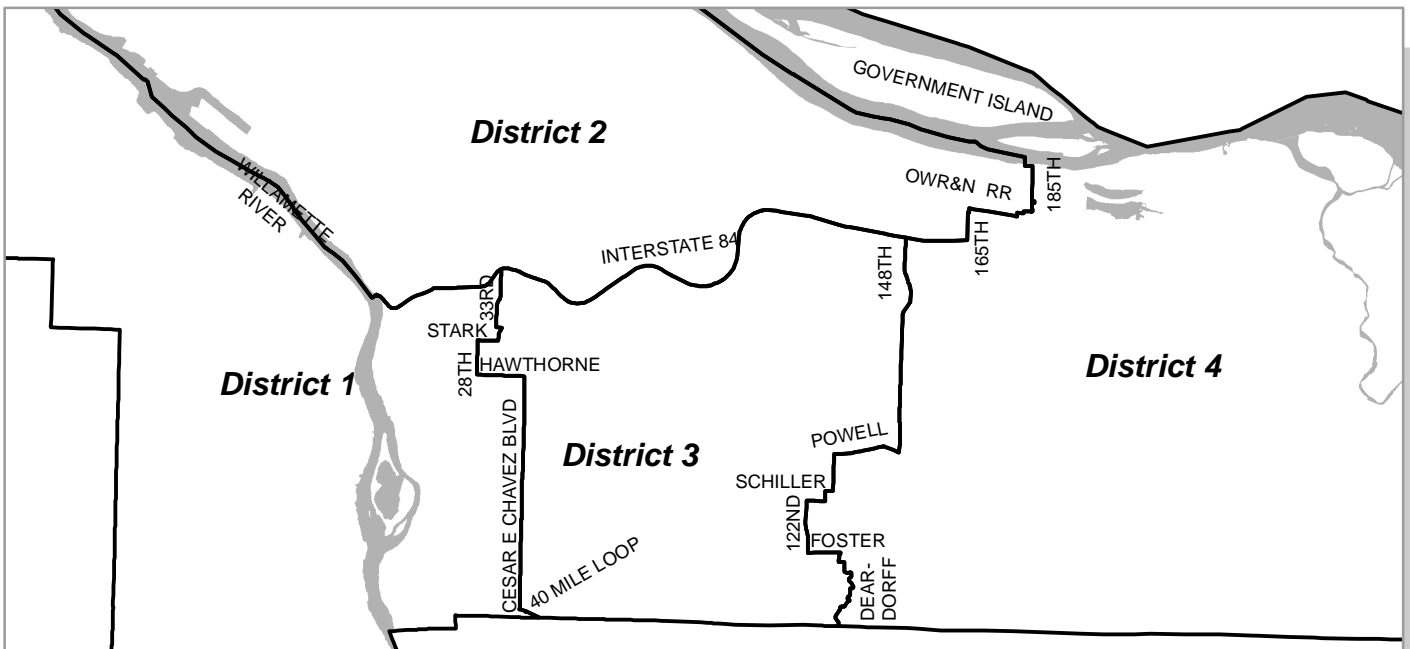 GOVERNMENT ISLAND
District 2
WILLAMETTE
RIVER
OWR&N RR
185TH
INTERSTATE 84
165TH
148TH
33RD
STARK
HAWTHORNE
28TH
District 1
District 4
CESAR E CHAVEZ BLVD
District 3
POWELL
SCHILLER
122ND
FOSTER
40 MILE LOOP
DEAR-
DORFF